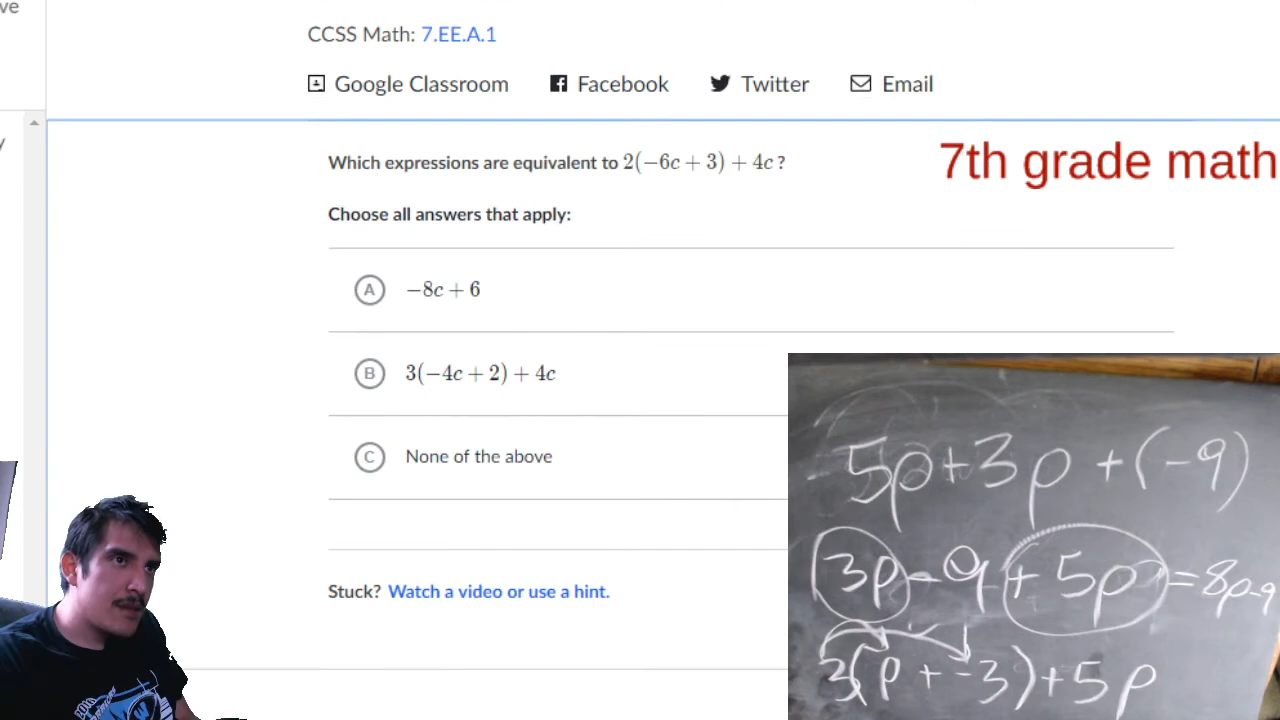 ve
CCSS Math: 7.EE.A.1
Google Classroom Facebook Twitter Email
y
Which expressions are equivalent to 2(−6c + 3) + 4c ?
7th grade math
Choose all answers that apply:
A −8c + 6
B 3(−4c + 2) + 4c
C None of the above
Stuck? Watch a video or use a hint.
5p+3p +(-9)
3p-9+5p=8p-9
3(p + -3)+5p